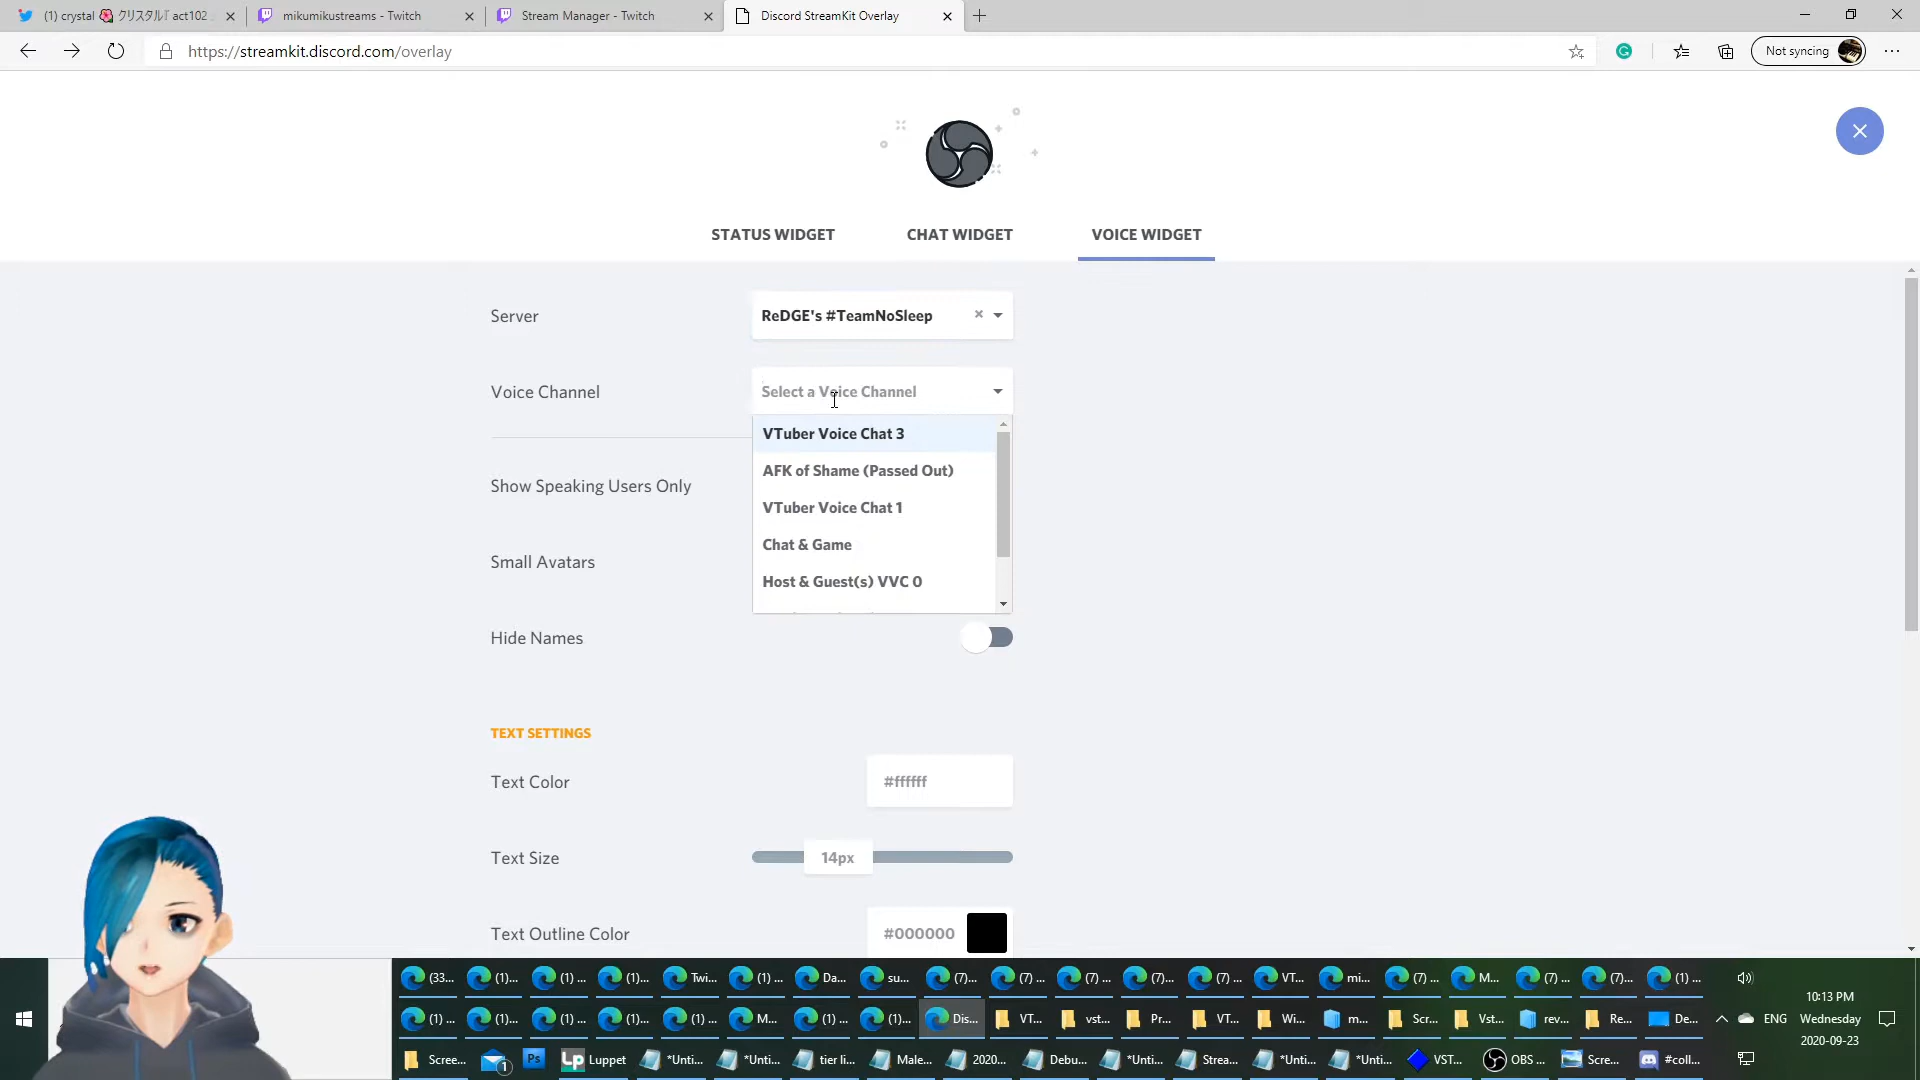 (1) crystal 🌺 クリスタル『 act102
mikumikustreams - Twitch
Stream Manager - Twitch
Discord StreamKit Overlay
https://streamkit.discord.com/overlay
Not syncing
STATUS WIDGET
CHAT WIDGET
VOICE WIDGET
Server
ReDGE's #TeamNoSleep
Voice Channel
Select a Voice Channel
VTuber Voice Chat 3
AFK of Shame (Passed Out)
VTuber Voice Chat 1
Chat & Game
Host & Guest(s) VVC 0
Show Speaking Users Only
Small Avatars
Hide Names
TEXT SETTINGS
Text Color
#ffffff
Text Size
14px
Text Outline Color
#000000
(33... (1)... (1) ... (1)... Twi... (1) ... Da... su... (7)... (7) ... (7) ... (7)... (7) ... VT... mi... (7) ... M... (7) ... (7)... (1) ...
(1) ... (1)... (1) ... (1)... (1) ... M... (1) ... (1)... Dis... VT... vst... Pr... VT... Wi... m... Scr... Vst... rev... Re... De...
Scree... 1 Ps Lp Luppet *Unti... *Unti... tier li... Male... 2020... Debu... *Unti... Strea... *Unti... *Unti... VST... OBS ... Scre... #coll...
ENG
10:13 PM
Wednesday
2020-09-23